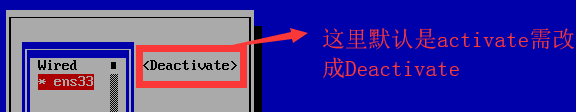 Wired
* ens33
<Deactivate>
这里默认是activate需改
成Deactivate